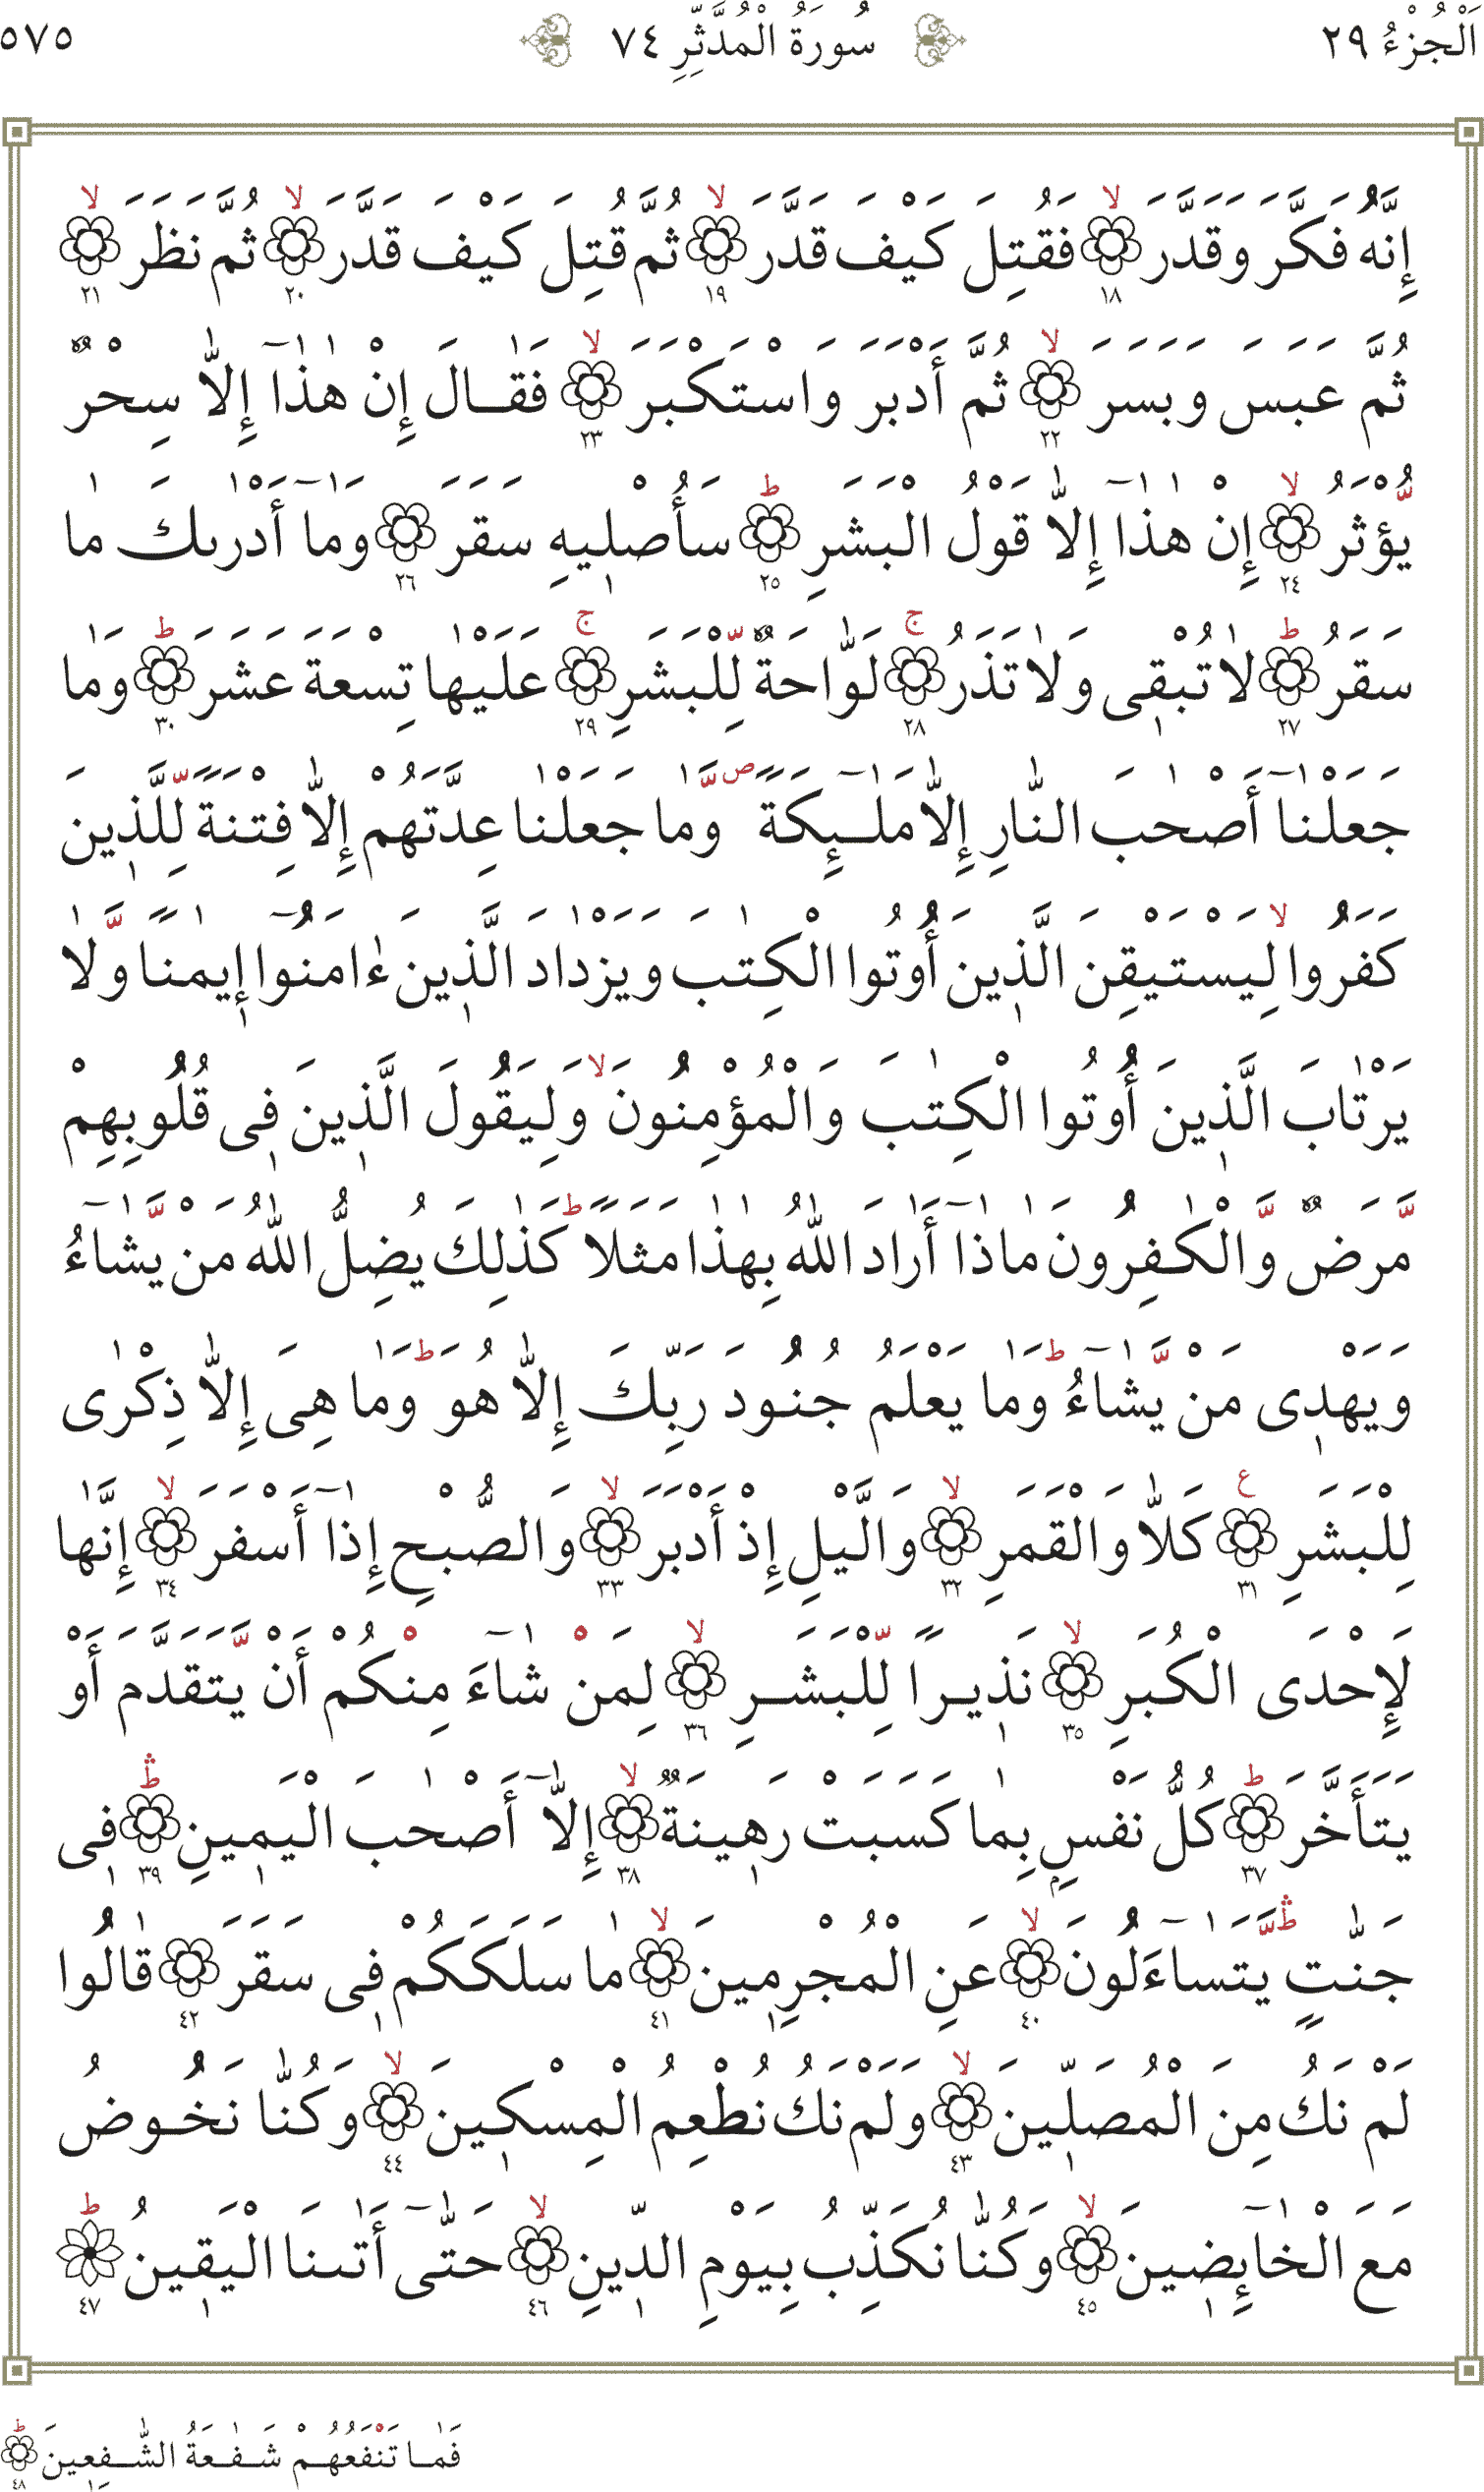 اَلْجُزْءُ ٢٩ سُورَةُ الْمُدَّثِّرِ ٧٤ ٥٧٥
إِنَّهُ فَكَّرَ وَقَدَّرَ ١٨ فَقُتِلَ كَيْفَ قَدَّرَ ١٩ ثُمَّ قُتِلَ كَيْفَ قَدَّرَ ٢٠ ثُمَّ نَظَرَ ٢١
ثُمَّ عَبَسَ وَبَسَرَ ٢٢ ثُمَّ أَدْبَرَ وَاسْتَكْبَرَ ٢٣ فَقَالَ إِنْ هٰذَا إِلَّا سِحْرٌ
يُّؤْثَرُ ٢٤ إِنْ هٰذَا إِلَّا قَوْلُ الْبَشَرِ ٢٥ سَأُصْلِيهِ سَقَرَ ٢٦ وَمَا أَدْرٰىكَ مَا
سَقَرُ ٢٧ لَا تُبْقِى وَلَا تَذَرُ ٢٨ لَوَّاحَةٌ لِّلْبَشَرِ ٢٩ عَلَيْهَا تِسْعَةَ عَشَرَ ٣٠ وَمَا
جَعَلْنَا أَصْحٰبَ النَّارِ إِلَّا مَلٰٓئِكَةً وَّمَا جَعَلْنَا عِدَّتَهُمْ إِلَّا فِتْنَةً لِّلَّذِينَ
كَفَرُوا لِيَسْتَيْقِنَ الَّذِينَ أُوتُوا الْكِتٰبَ وَيَزْدَادَ الَّذِينَ ءَامَنُوٓا إِيمٰنًا وَّلَا
يَرْتَابَ الَّذِينَ أُوتُوا الْكِتٰبَ وَالْمُؤْمِنُونَ وَلِيَقُولَ الَّذِينَ فِى قُلُوبِهِمْ
مَّرَضٌ وَّالْكٰفِرُونَ مَاذَآ أَرَادَ اللّٰهُ بِهٰذَا مَثَلًا كَذٰلِكَ يُضِلُّ اللّٰهُ مَنْ يَّشَآءُ
وَيَهْدِى مَنْ يَّشَآءُ وَمَا يَعْلَمُ جُنُودَ رَبِّكَ إِلَّا هُوَ وَمَا هِىَ إِلَّا ذِكْرٰى
لِلْبَشَرِ ٣١ كَلَّا وَالْقَمَرِ ٣٢ وَالَّيْلِ إِذْ أَدْبَرَ ٣٣ وَالصُّبْحِ إِذَآ أَسْفَرَ ٣٤ إِنَّهَا
لَإِحْدَى الْكُبَرِ ٣٥ نَذِيرًا لِّلْبَشَرِ ٣٦ لِمَنْ شَآءَ مِنْكُمْ أَنْ يَّتَقَدَّمَ أَوْ
يَتَأَخَّرَ ٣٧ كُلُّ نَفْسٍ بِمَا كَسَبَتْ رَهِينَةٌ ٣٨ إِلَّآ أَصْحٰبَ الْيَمِينِ ٣٩ فِى
جَنّٰتٍ يَّتَسَآءَلُونَ ٤٠ عَنِ الْمُجْرِمِينَ ٤١ مَا سَلَكَكُمْ فِى سَقَرَ ٤٢ قَالُوا
لَمْ نَكُ مِنَ الْمُصَلِّينَ ٤٣ وَلَمْ نَكُ نُطْعِمُ الْمِسْكِينَ ٤٤ وَكُنَّا نَخُوضُ
مَعَ الْخَآئِضِينَ ٤٥ وَكُنَّا نُكَذِّبُ بِيَوْمِ الدِّينِ ٤٦ حَتّٰىٓ أَتٰىنَا الْيَقِينُ ٤٧
فَمَا تَنْفَعُهُمْ شَفٰعَةُ الشّٰفِعِينَ ٤٨